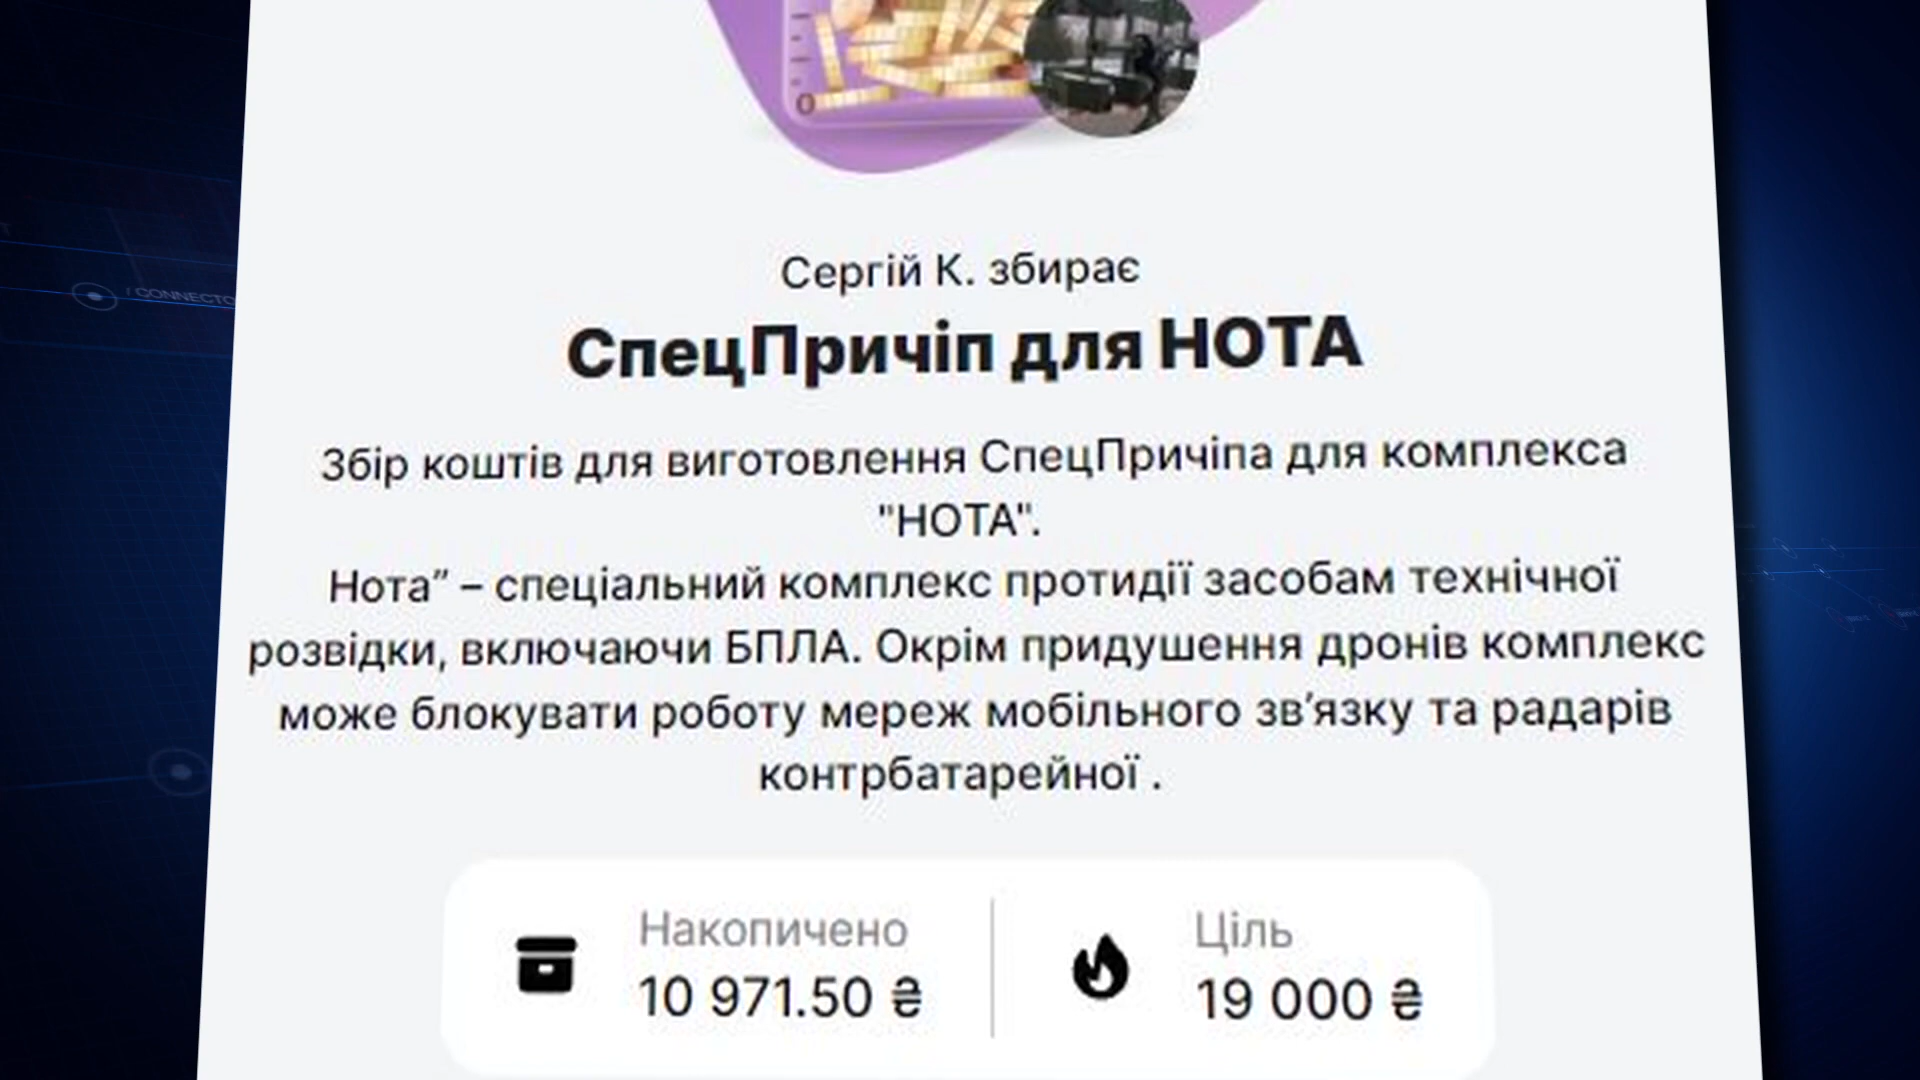 0
/ CONNECTO
Сергій К. збирає
СпецПричіп для НОТА
Збір коштів для виготовлення СпецПричіпа для комплекса
"НОТА".
Нота” – спеціальний комплекс протидії засобам технічної
розвідки, включаючи БПЛА. Окрім придушення дронів комплекс
може блокувати роботу мереж мобільного зв’язку та радарів
контрбатарейної .
Накопичено
10 971.50 ₴
Ціль
19 000 ₴